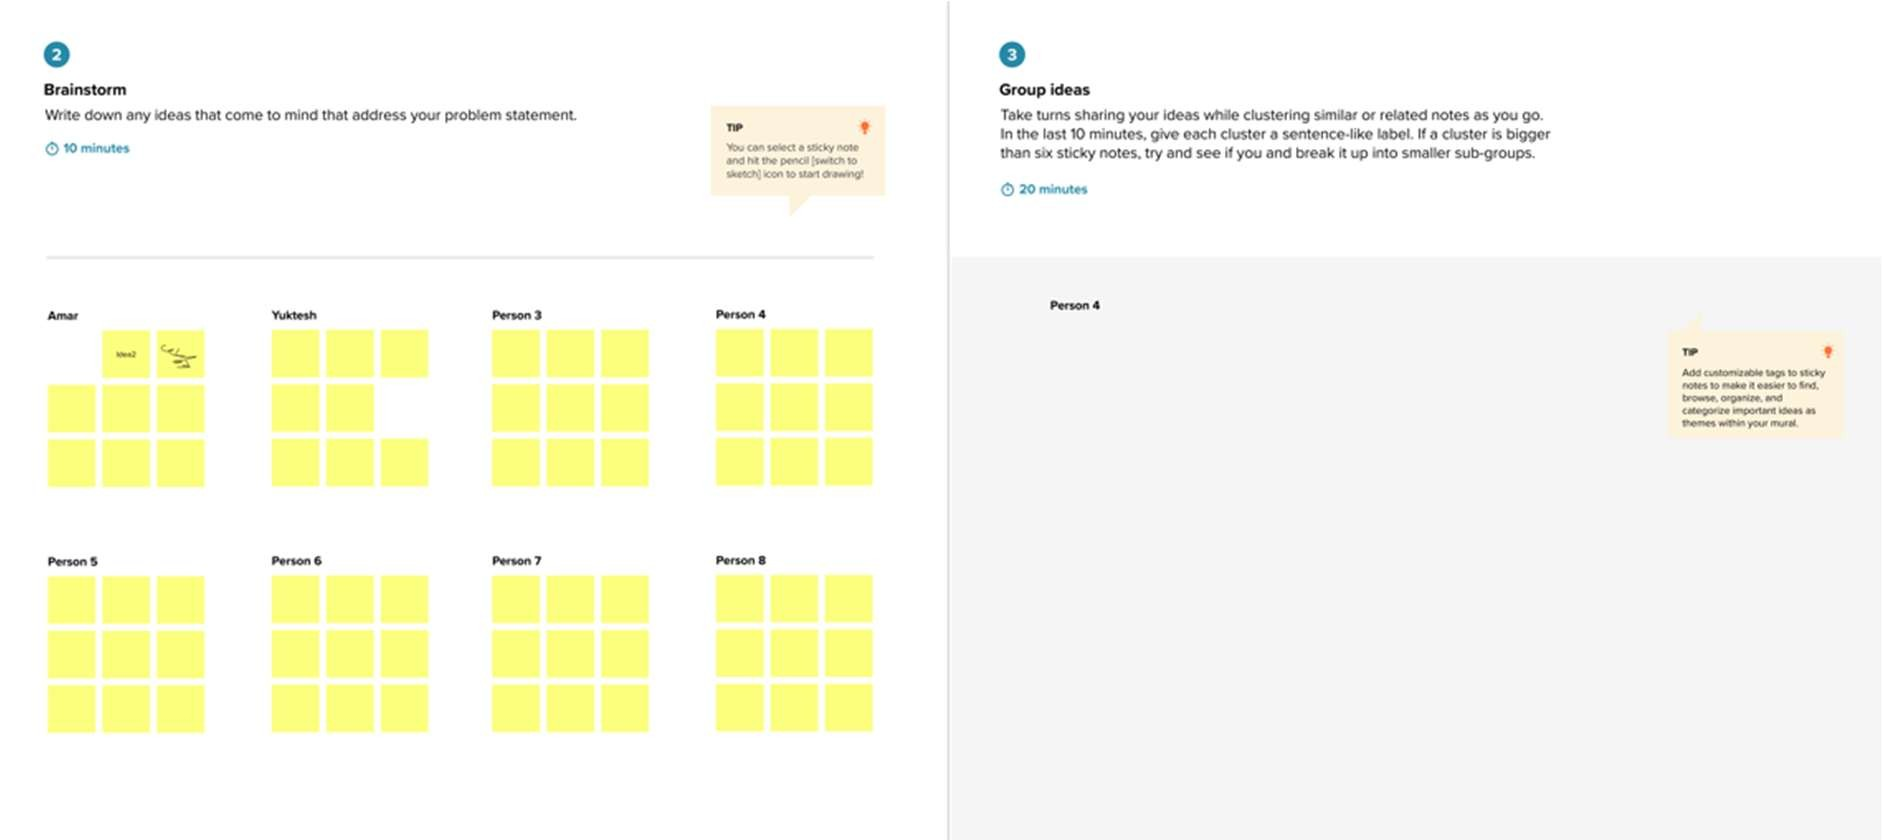 2
Brainstorm
Write down any ideas that come to mind that address your problem statement.
10 minutes
TIP
You can select a sticky note
and hit the pencil [switch to
sketch] icon to start drawing!
Amar
Idea2
Yuktesh
Person 3
Person 4
Person 5
Person 6
Person 7
Person 8
3
Group ideas
Take turns sharing your ideas while clustering similar or related notes as you go.
In the last 10 minutes, give each cluster a sentence-like label. If a cluster is bigger
than six sticky notes, try and see if you and break it up into smaller sub-groups.
20 minutes
Person 4
TIP
Add customizable tags to sticky
notes to make it easier to find,
browse, organize, and
categorize important ideas as
themes within your mural.